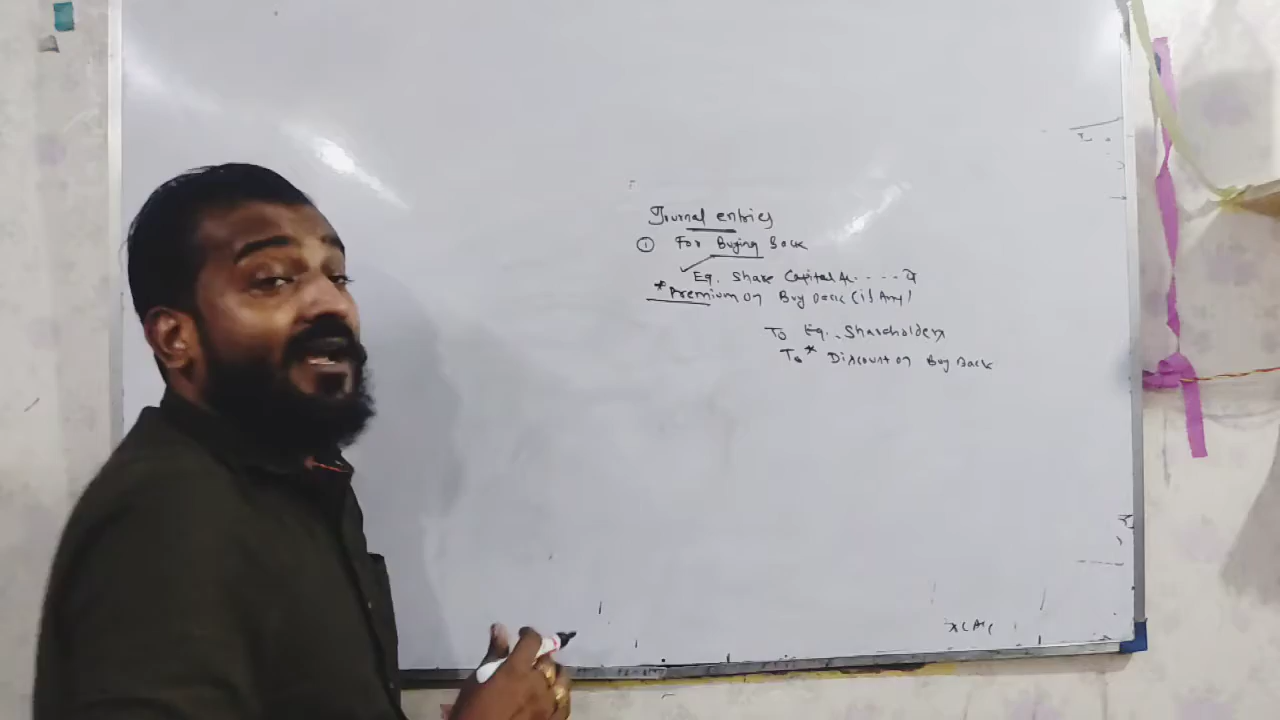 Journal entries
① For Buying Back
Eq. Share Capital A/c .... Dr
*Premium on Buy Back (if Any)
To Eq. Shareholders
To * Discount on Buy Back